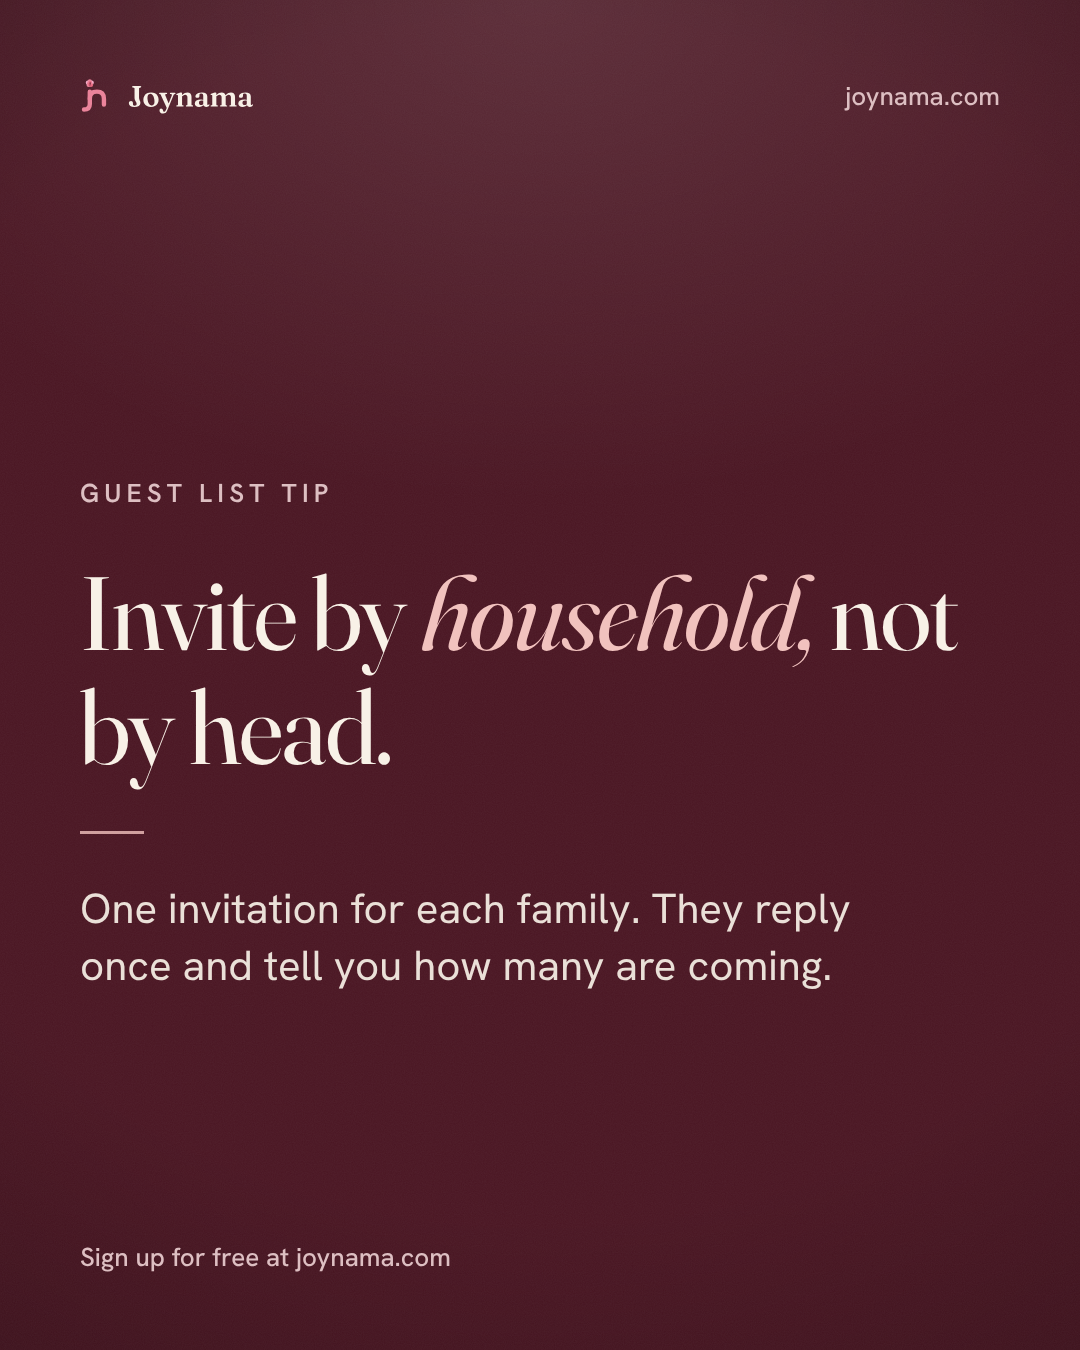 Joynama
joynama.com
GUEST LIST TIP
Invite by household, not
by head.
One invitation for each family. They reply
once and tell you how many are coming.
Sign up for free at joynama.com